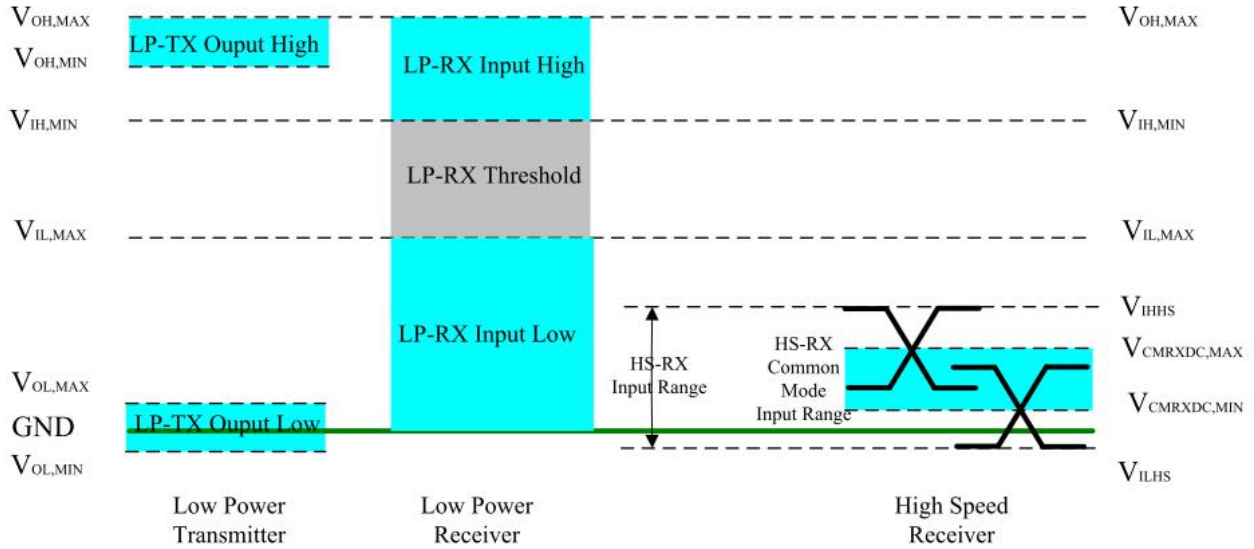 VOH,MAX
VOH,MIN
VIH,MIN
VIL,MAX
VOL,MAX
GND
VOL,MIN
LP-TX Ouput High
LP-TX Ouput Low
Low Power
Transmitter
LP-RX Input High
LP-RX Threshold
LP-RX Input Low
Low Power
Receiver
HS-RX
Input Range
HS-RX
Common
Mode
Input Range
High Speed
Receiver
VOH,MAX
VIH,MIN
VIL,MAX
VIHHS
VCMRXDC,MAX
VCMRXDC,MIN
VILHS